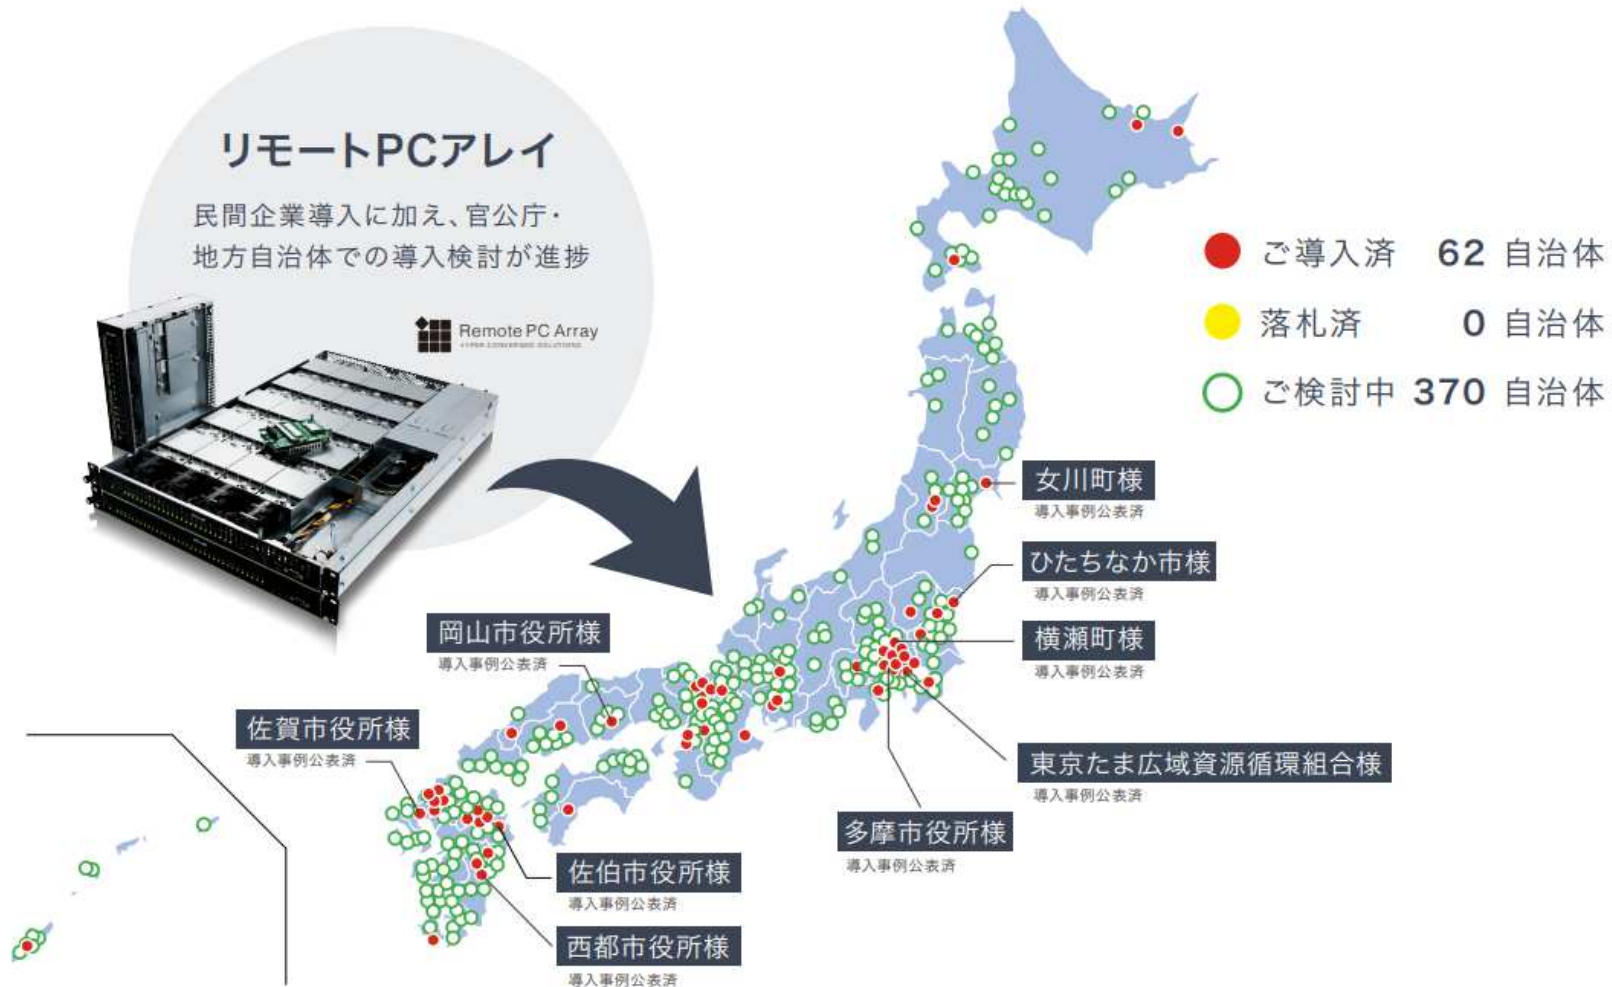 リモートPCアレイ
民間企業導入に加え、官公庁・
地方自治体での導入検討が進捗
Remote PC Array
HYPER CONVERGED SOLUTIONS
ご導入済 62 自治体
落札済 0 自治体
ご検討中 370 自治体
女川町様
導入事例公表済
ひたちなか市様
導入事例公表済
横瀬町様
導入事例公表済
岡山市役所様
導入事例公表済
佐賀市役所様
導入事例公表済
東京たま広域資源循環組合様
導入事例公表済
多摩市役所様
導入事例公表済
佐伯市役所様
導入事例公表済
西都市役所様
導入事例公表済